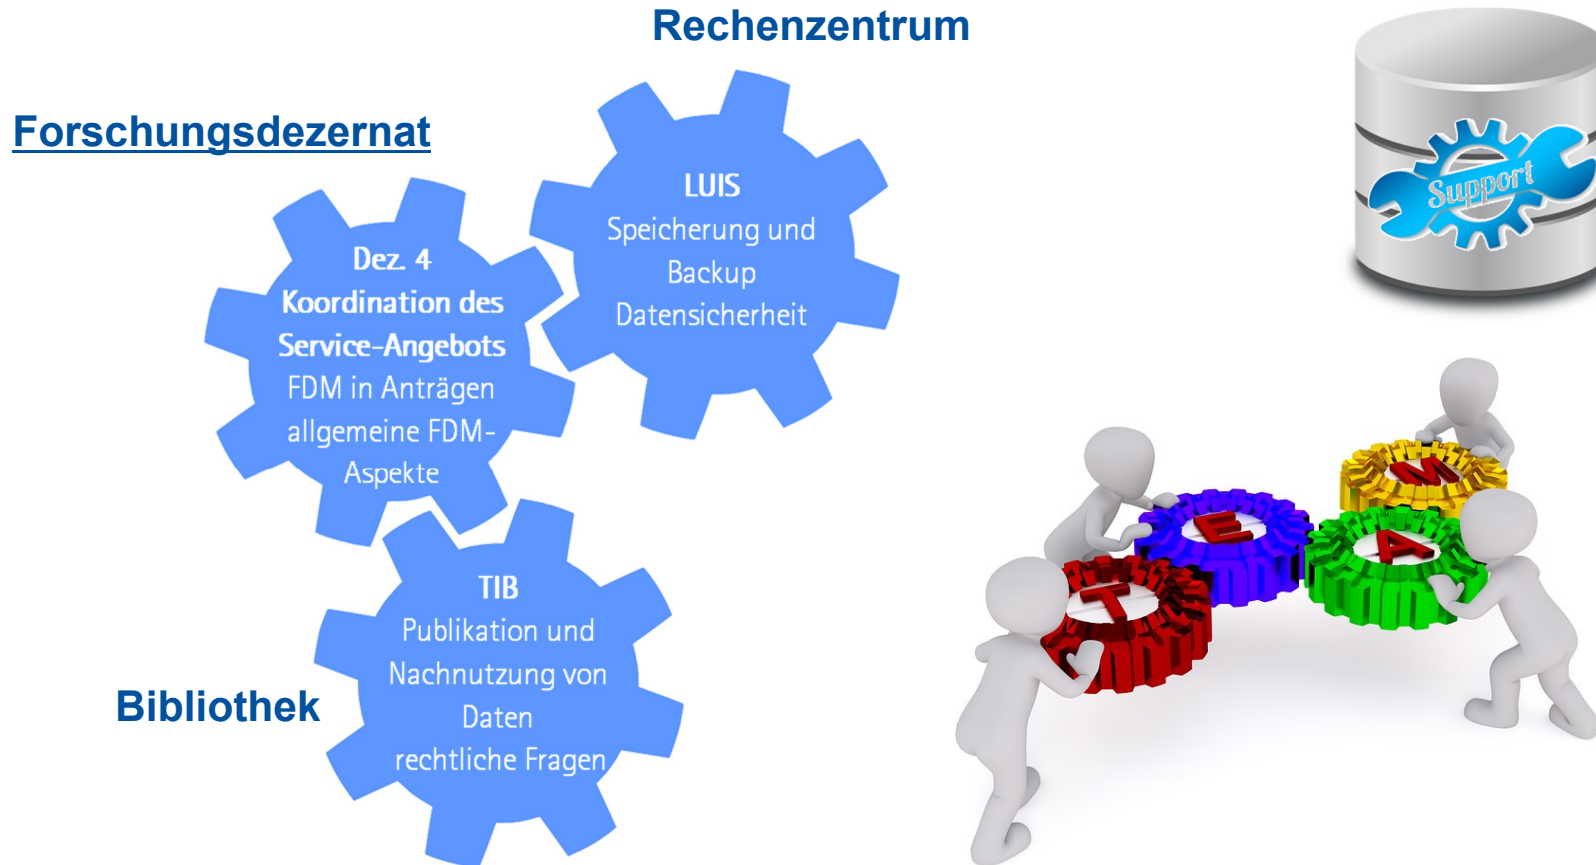 Rechenzentrum
Forschungsdezernat
LUIS
Speicherung und
Backup
Datensicherheit
Dez. 4
Koordination des
Service-Angebots
FDM in Anträgen
allgemeine FDM-
Aspekte
TIB
Publikation und
Nachnutzung von
Daten
rechtliche Fragen
Bibliothek
Support
T E A M